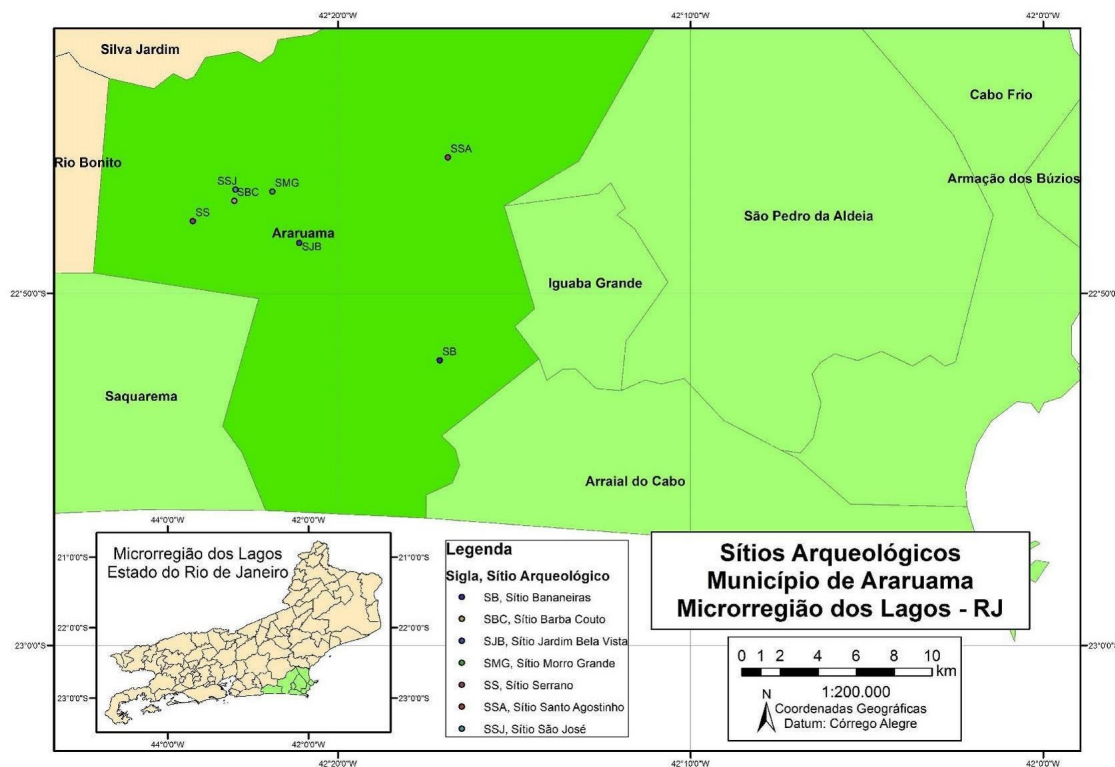 42°20'0"W
42°10'0"W
42°0'0"W
Silva Jardim
Cabo Frio
Rio Bonito
SSA
Armação dos Búzios
SSJ
SMG
SBC
SS
São Pedro da Aldeia
Araruama
SJB
Iguaba Grande
22°50'0"S
22°50'0"S
SB
Saquarema
Arraial do Cabo
44°0'0"W
42°0'0"W
Microrregião dos Lagos
Estado do Rio de Janeiro
21°0'0"S
21°0'0"S
22°0'0"S
22°0'0"S
23°0'0"S
23°0'0"S
44°0'0"W
42°0'0"W
Legenda
Sigla, Sítio Arqueológico
SB, Sítio Bananeiras
SBC, Sítio Barba Couto
SJB, Sítio Jardim Bela Vista
SMG, Sítio Morro Grande
SS, Sítio Serrano
SSA, Sítio Santo Agostinho
SSJ, Sítio São José
Sítios Arqueológicos
Município de Araruama
Microrregião dos Lagos - RJ
0 1 2 4 6 8 10
km
1:200.000
N
Coordenadas Geográficas
Datum: Córrego Alegre
23°0'0"S
23°0'0"S
42°20'0"W
42°10'0"W
42°0'0"W